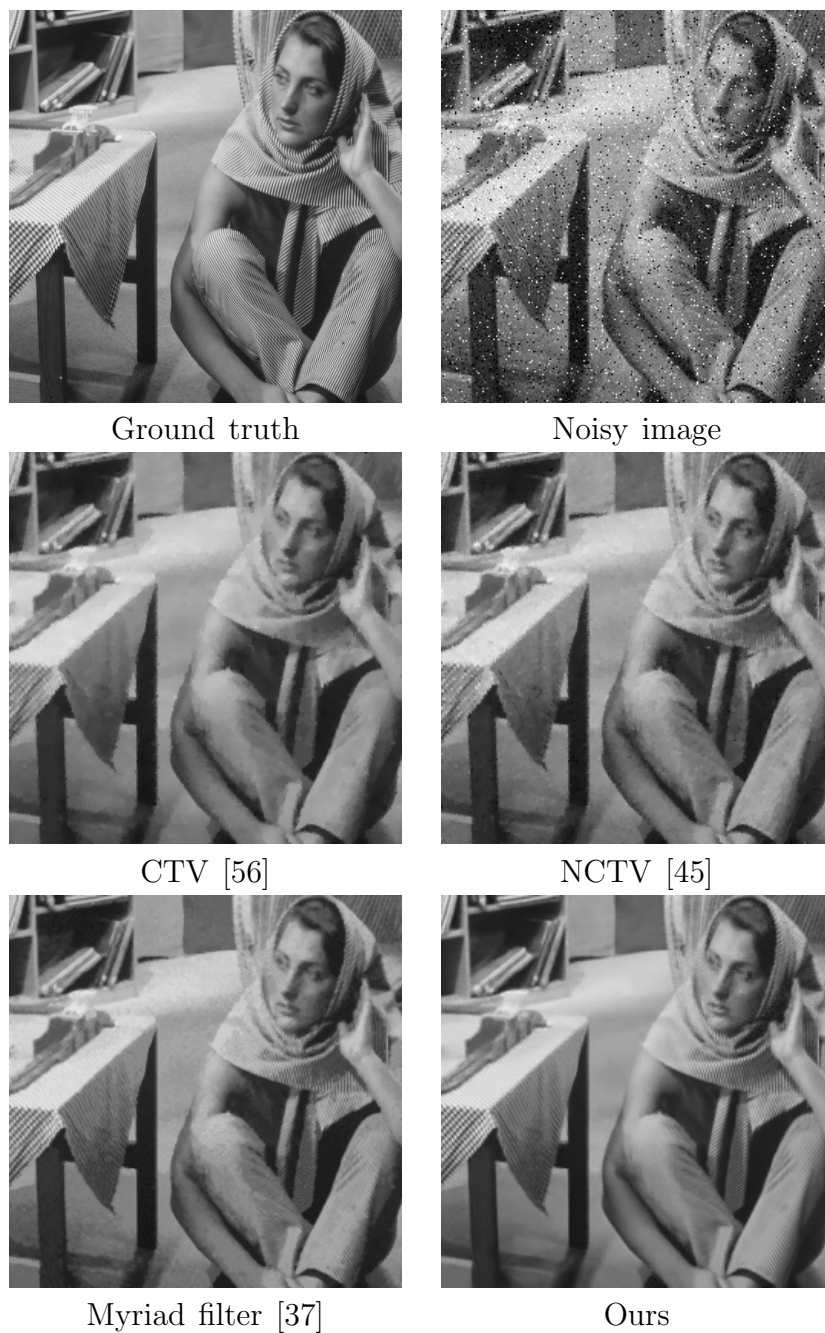 Ground truth
Noisy image
CTV [56]
NCTV [45]
Myriad filter [37]
Ours